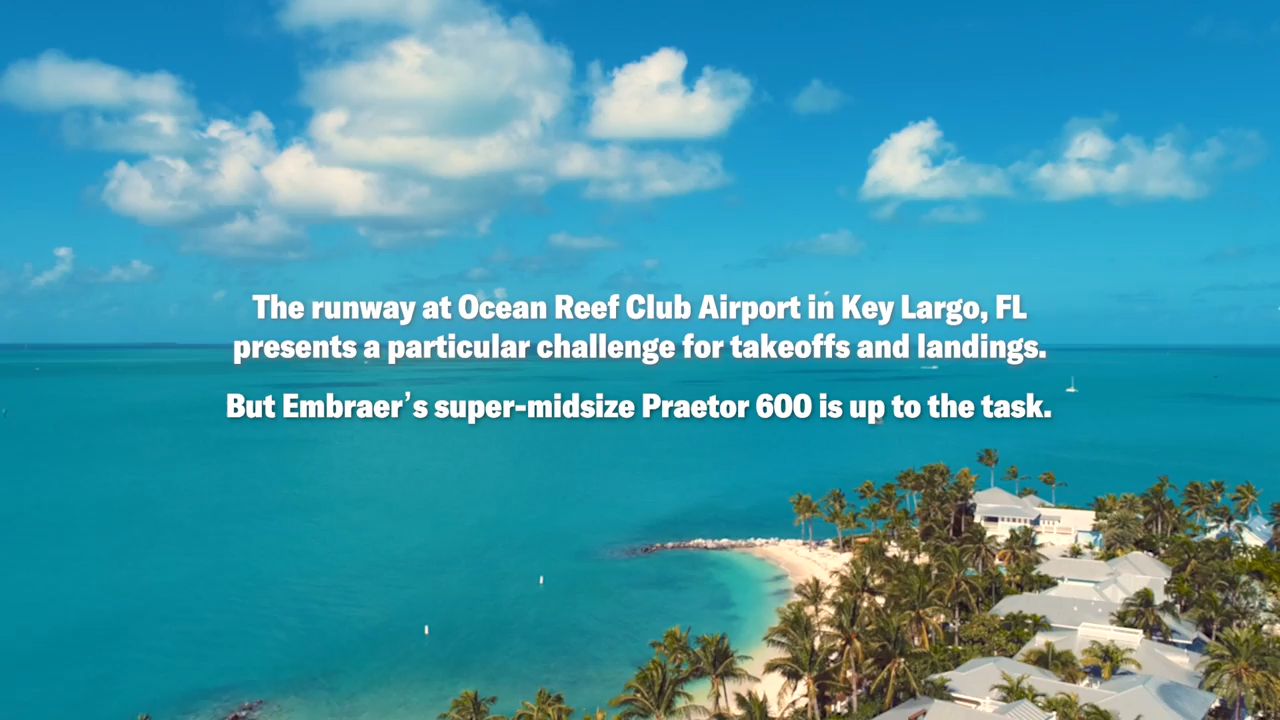 The runway at Ocean Reef Club Airport in Key Largo, FL
presents a particular challenge for takeoffs and landings.
But Embraer’s super-midsize Praetor 600 is up to the task.